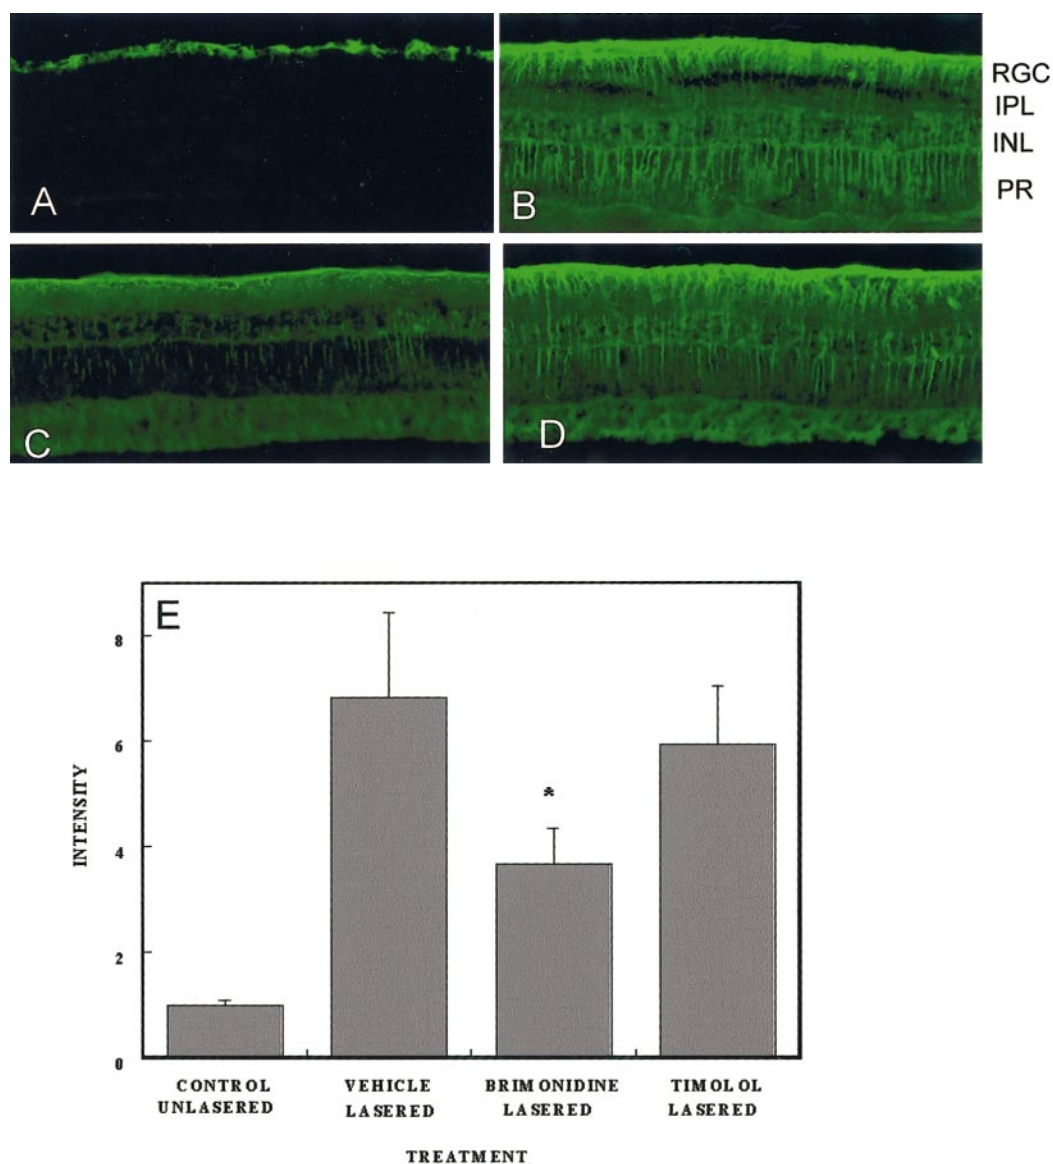 A
B
RGC
IPL
INL
PR
C
D
E
8
6
4
2
0
INTENSITY
*
CONTROL
UNLASERED
VEHICLE
LASERED
BRIMONIDINE
LASERED
TIMOLOL
LASERED
TREATMENT